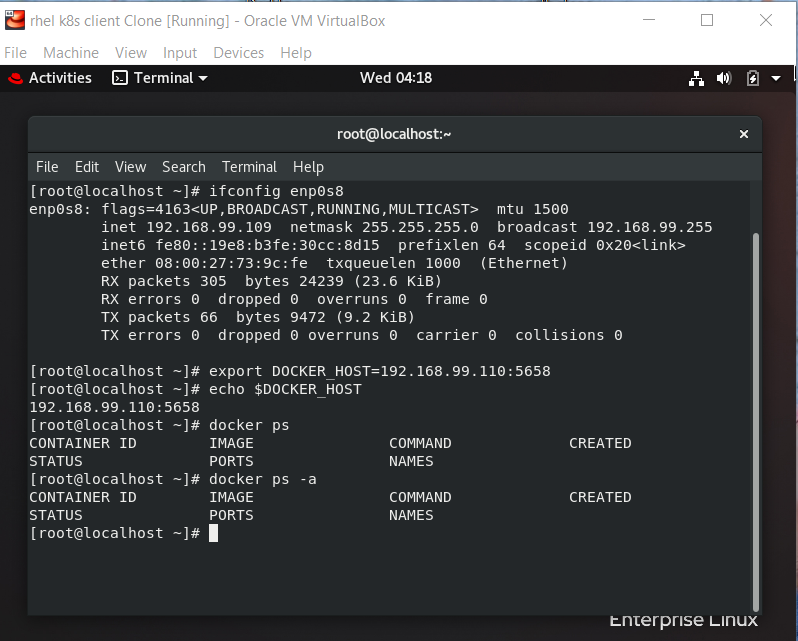 rhel k8s client Clone [Running] - Oracle VM VirtualBox
File Machine View Input Devices Help
Activities Terminal Wed 04:18
root@localhost:~
File Edit View Search Terminal Help
[root@localhost ~]# ifconfig enp0s8
enp0s8: flags=4163<UP,BROADCAST,RUNNING,MULTICAST>  mtu 1500
        inet 192.168.99.109  netmask 255.255.255.0  broadcast 192.168.99.255
        inet6 fe80::19e8:b3fe:30cc:8d15  prefixlen 64  scopeid 0x20<link>
        ether 08:00:27:73:9c:fe  txqueuelen 1000  (Ethernet)
        RX packets 305  bytes 24239 (23.6 KiB)
        RX errors 0  dropped 0  overruns 0  frame 0
        TX packets 66  bytes 9472 (9.2 KiB)
        TX errors 0  dropped 0 overruns 0  carrier 0  collisions 0
[root@localhost ~]# export DOCKER_HOST=192.168.99.110:5658
[root@localhost ~]# echo $DOCKER_HOST
192.168.99.110:5658
[root@localhost ~]# docker ps
CONTAINER ID        IMAGE               COMMAND             CREATED
STATUS              PORTS               NAMES
[root@localhost ~]# docker ps -a
CONTAINER ID        IMAGE               COMMAND             CREATED
STATUS              PORTS               NAMES
[root@localhost ~]#
Enterprise Linux